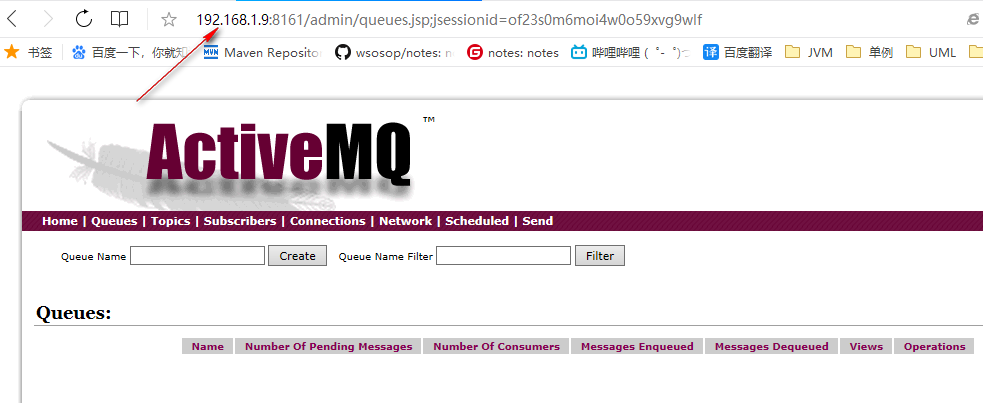 192.168.1.9:8161/admin/queues.jsp;jsessionid=of23s0m6moi4w0o59xvg9wlf
书签 百度一下，你就知 Maven Repositor wsosop/notes: n notes: notes 哔哩哔哩 ( ゜- ゜)つ 译 百度翻译 JVM 单例 UML
ActiveMQ ™
Home | Queues | Topics | Subscribers | Connections | Network | Scheduled | Send
Queue Name Create Queue Name Filter Filter
Queues:
Name Number Of Pending Messages Number Of Consumers Messages Enqueued Messages Dequeued Views Operations